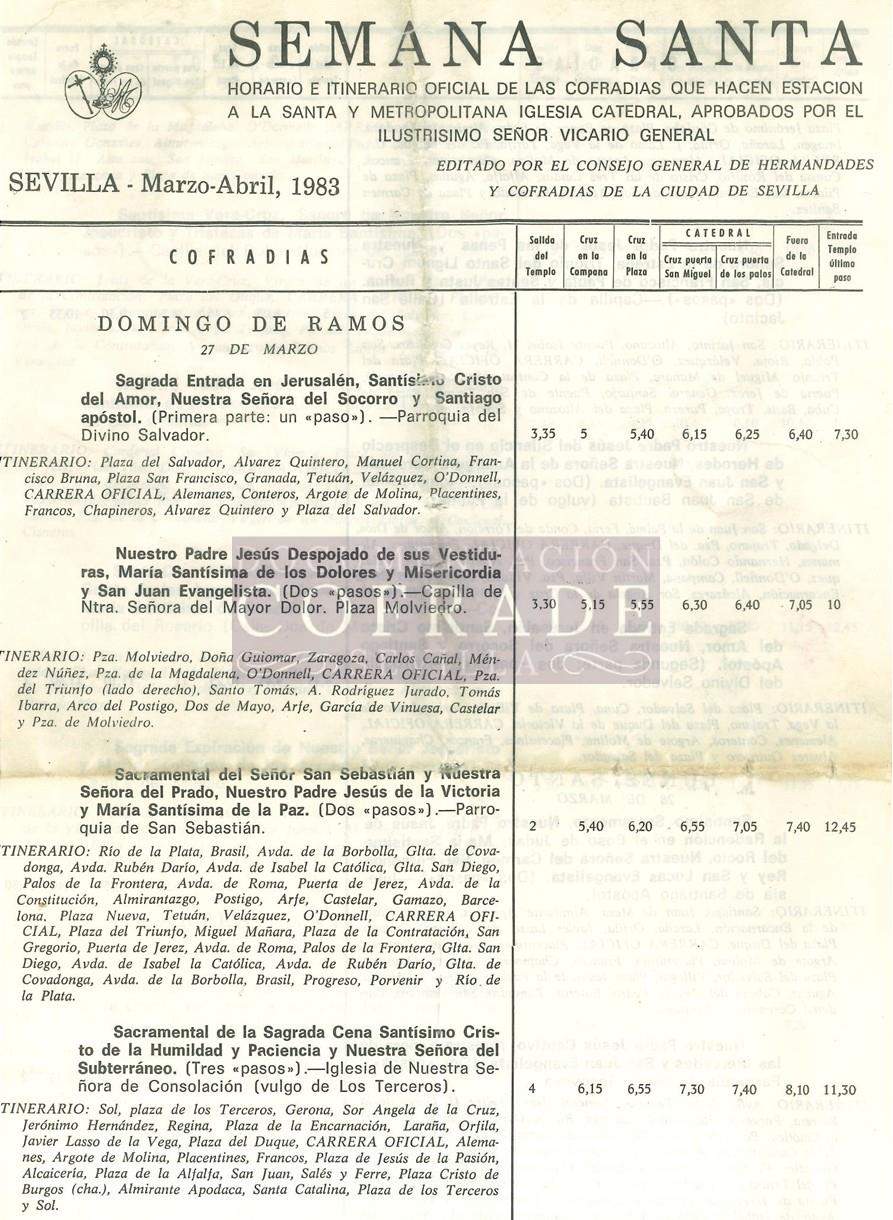 SEMANA SANTA
HORARIO E ITINERARIO OFICIAL DE LAS COFRADIAS QUE HACEN ESTACION
A LA SANTA Y METROPOLITANA IGLESIA CATEDRAL, APROBADOS POR EL
ILUSTRISIMO SEÑOR VICARIO GENERAL
EDITADO POR EL CONSEJO GENERAL DE HERMANDADES
Y COFRADIAS DE LA CIUDAD DE SEVILLA
SEVILLA - Marzo-Abril, 1983
COFRADIAS
Salida del Templo
Cruz en la Campana
Cruz en la Plaza
CATEDRAL
Cruz puerta San Miguel
Cruz puerta de los palos
Fuera de la Catedral
Entrada Templo último paso
DOMINGO DE RAMOS
27 DE MARZO
Sagrada Entrada en Jerusalén, Santísimo Cristo
del Amor, Nuestra Señora del Socorro y Santiago
apóstol. (Primera parte: un «paso»). —Parroquia del
Divino Salvador. 3,35 5 5,40 6,15 6,25 6,40 7,30
TINERARIO: Plaza del Salvador, Alvarez Quintero, Manuel Cortina, Fran-
cisco Bruna, Plaza San Francisco, Granada, Tetuán, Velázquez, O'Donnell,
CARRERA OFICIAL, Alemanes, Conteros, Argote de Molina, Placentines,
Francos, Chapineros, Alvarez Quintero y Plaza del Salvador.
Nuestro Padre Jesús Despojado de sus Vestidu-
ras, María Santísima de los Dolores y Misericordia
y San Juan Evangelista. (Dos «pasos»).—Capilla de
Ntra. Señora del Mayor Dolor. Plaza Molviedro. 3,30 5,15 5,55 6,30 6,40 7,05 10
DOCUMENTACIÓN
COFRADE
SEVILLA
TINERARIO: Pza. Molviedro, Doña Guiomar, Zaragoza, Carlos Cañal, Mén-
dez Núñez, Pza. de la Magdalena, O'Donnell, CARRERA OFICIAL, Pza.
del Triunfo (lado derecho), Santo Tomás, A. Rodríguez Jurado, Tomás
Ibarra, Arco del Postigo, Dos de Mayo, Arfe, García de Vinuesa, Castelar
y Pza. de Molviedro.
Sacramental del Señor San Sebastián y Nuestra
Señora del Prado, Nuestro Padre Jesús de la Victoria
y María Santísima de la Paz. (Dos «pasos»).—Parro-
quia de San Sebastián. 2 5,40 6,20 6,55 7,05 7,40 12,45
TINERARIO: Río de la Plata, Brasil, Avda. de la Borbolla, Glta. de Cova-
donga, Avda. Rubén Darío, Avda. de Isabel la Católica, Glta. San Diego,
Palos de la Frontera, Avda. de Roma, Puerta de Jerez, Avda. de la
Constitución, Almirantazgo, Postigo, Arfe, Castelar, Gamazo, Barce-
lona, Plaza Nueva, Tetuán, Velázquez, O'Donnell, CARRERA OFI-
CIAL, Plaza del Triunfo, Miguel Mañara, Plaza de la Contratación, San
Gregorio, Puerta de Jerez, Avda. de Roma, Palos de la Frontera, Glta. San
Diego, Avda. de Isabel la Católica, Avda. de Rubén Darío, Glta. de
Covadonga, Avda. de la Borbolla, Brasil, Progreso, Porvenir y Río de
la Plata.
Sacramental de la Sagrada Cena Santísimo Cris-
to de la Humildad y Paciencia y Nuestra Señora del
Subterráneo. (Tres «pasos»).—Iglesia de Nuestra Se-
ñora de Consolación (vulgo de Los Terceros). 4 6,15 6,55 7,30 7,40 8,10 11,30
TINERARIO: Sol, plaza de los Terceros, Gerona, Sor Angela de la Cruz,
Jerónimo Hernández, Regina, Plaza de la Encarnación, Laraña, Orfila,
Javier Lasso de la Vega, Plaza del Duque, CARRERA OFICIAL, Alema-
nes, Argote de Molina, Placentines, Francos, Plaza de Jesús de la Pasión,
Alcaicería, Plaza de la Alfalfa, San Juan, Salés y Ferre, Plaza Cristo de
Burgos (cha.), Almirante Apodaca, Santa Catalina, Plaza de los Terceros
y Sol.